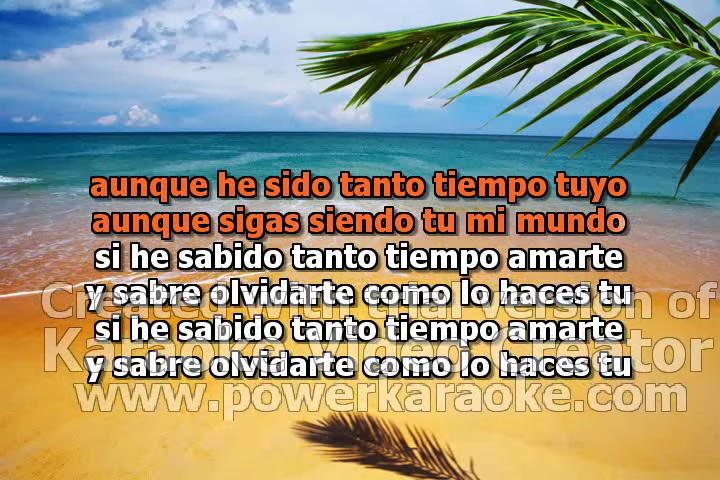 aunque he sido tanto tiempo tuyo
aunque sigas siendo tu mi mundo
si he sabido tanto tiempo amarte
y sabre olvidarte como lo haces tu
Created with trial version of
si he sabido tanto tiempo amarte
Karaoke Video Creator
y sabre olvidarte como lo haces tu
www.powerkaraoke.com